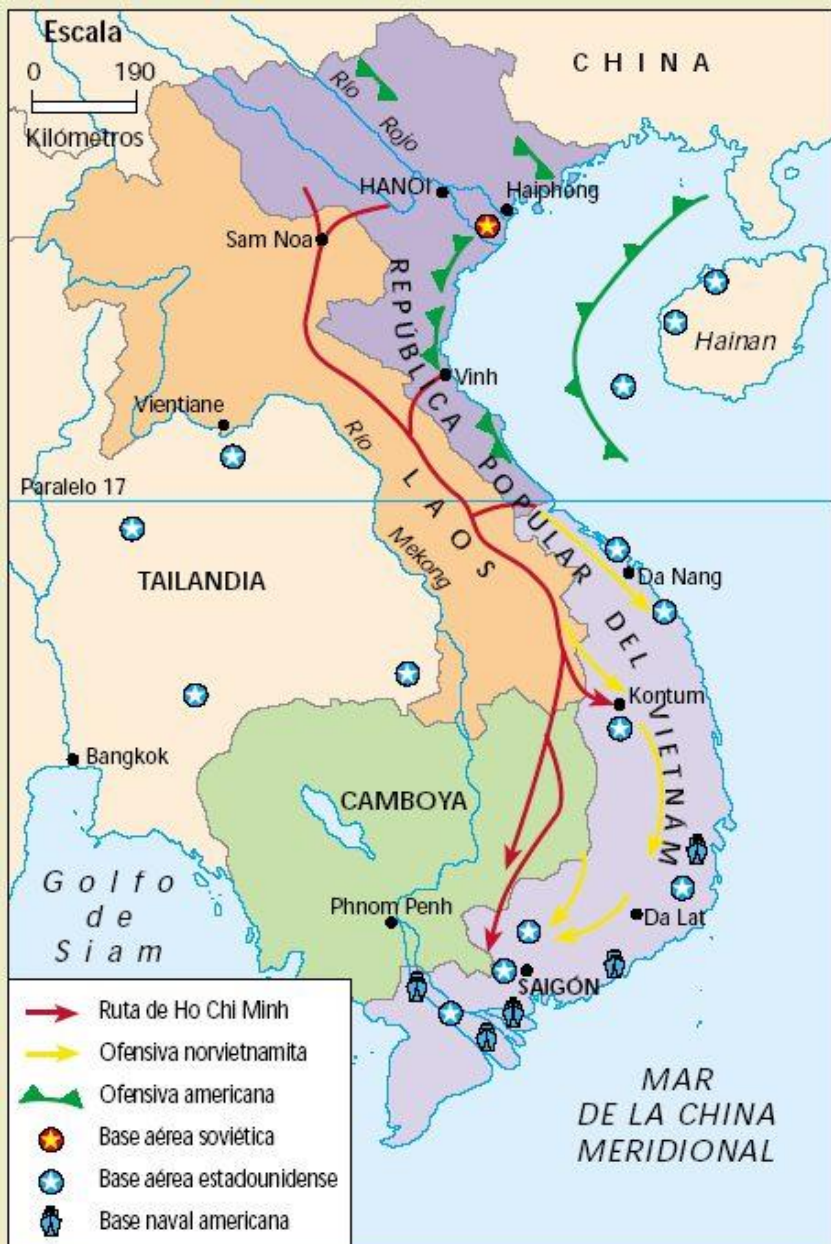 Escala
0 190
Kilómetros
CHINA
Río
Rojo
HANOI
Haiphong
Sam Noa
Hainan
REPÚBLICA POPULAR DEL VIETNAM
Vinh
Vientiane
Río
Mekong
LAOS
Paralelo 17
TAILANDIA
Da Nang
Kontum
Bangkok
CAMBOYA
Golfo
de
Siam
Phnom Penh
Da Lat
SAIGÓN
MAR
DE LA CHINA
MERIDIONAL
Ruta de Ho Chi Minh
Ofensiva norvietnamita
Ofensiva americana
Base aérea soviética
Base aérea estadounidense
Base naval americana